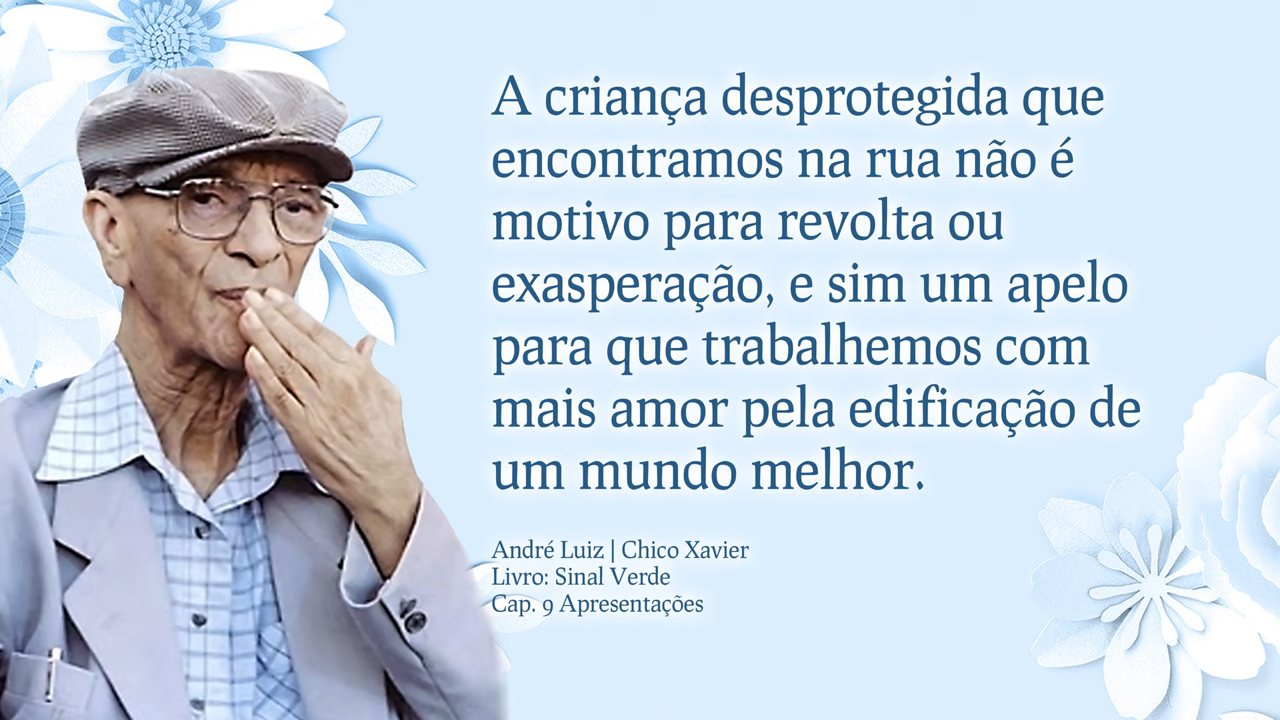 A criança desprotegida que
encontramos na rua não é
motivo para revolta ou
exasperação, e sim um apelo
para que trabalhemos com
mais amor pela edificação de
um mundo melhor.
André Luiz | Chico Xavier
Livro: Sinal Verde
Cap. 9 Apresentações